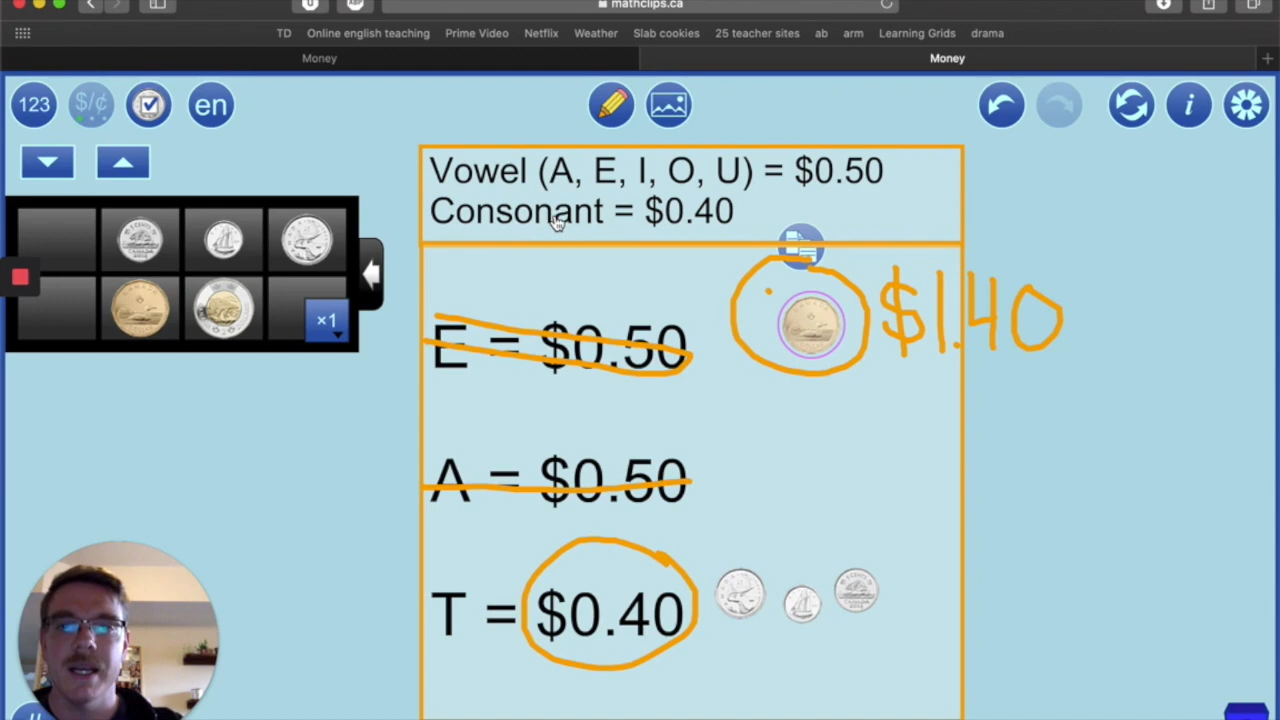 mathclips.ca
TD Online english teaching Prime Video Netflix Weather Slab cookies 25 teacher sites ab arm Learning Grids drama
Money Money
123 $/¢ en
Vowel (A, E, I, O, U) = $0.50
Consonant = $0.40
×1
E = $0.50
$1.40
A = $0.50
T = $0.40